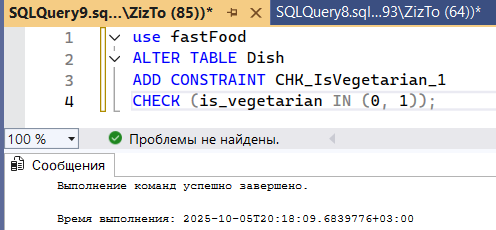 SQLQuery9.sq...\ZizTo (85))*
SQLQuery8.sql...93\ZizTo (64))*
1 use fastFood
2 ALTER TABLE Dish
3 ADD CONSTRAINT CHK_IsVegetarian_1
4 CHECK (is_vegetarian IN (0, 1));
100 %
Проблемы не найдены.
Сообщения
Выполнение команд успешно завершено.
Время выполнения: 2025-10-05T20:18:09.6839776+03:00